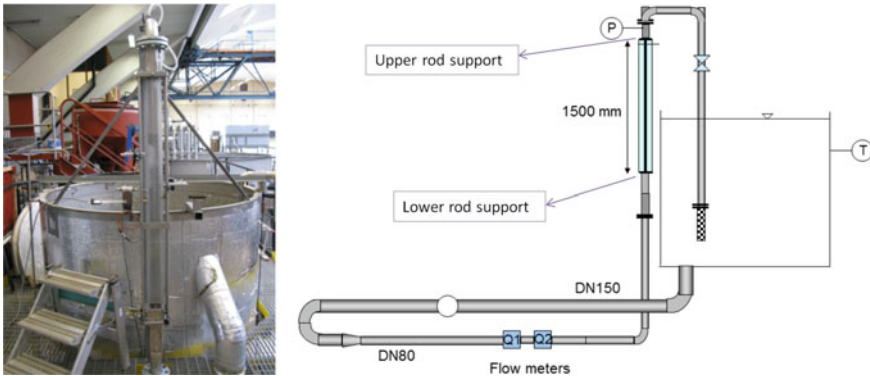 P
Upper rod support
1500 mm
T
Lower rod support
DN150
Q1 Q2
DN80
Flow meters